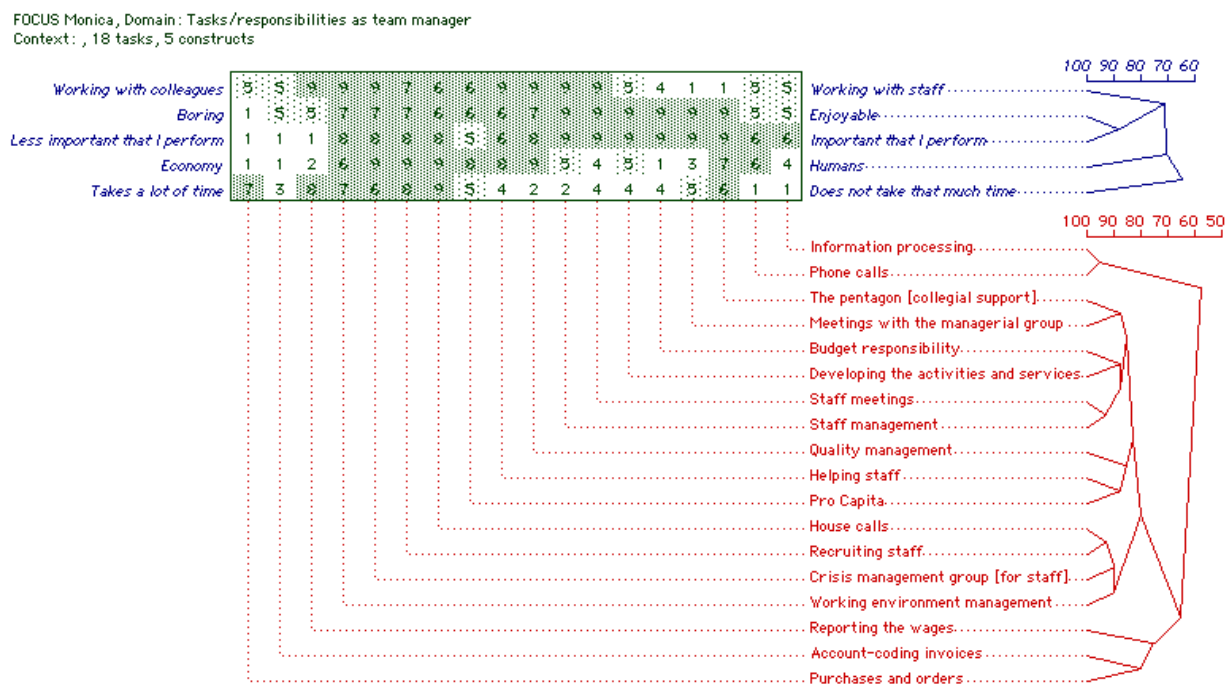 FOCUS Monica, Domain: Tasks/responsibilities as team manager
Context: , 18 tasks, 5 constructs
100 90 80 70 60
Working with colleagues 5 5 9 9 9 7 6 6 9 9 9 9 5 4 1 1 5 5 Working with staff
Boring 1 5 5 7 7 7 6 6 6 7 9 9 9 9 9 9 5 5 Enjoyable
Less important that I perform 1 1 1 8 8 8 8 5 6 8 9 9 9 9 9 9 6 6 Important that I perform
Economy 1 1 2 6 9 9 9 8 8 9 5 4 5 1 3 7 6 4 Humans
Takes a lot of time 7 3 8 7 6 8 9 5 4 2 2 4 4 4 5 6 1 1 Does not take that much time
100 90 80 70 60 50
Information processing
Phone calls
The pentagon [collegial support]
Meetings with the managerial group
Budget responsibility
Developing the activities and services
Staff meetings
Staff management
Quality management
Helping staff
Pro Capita
House calls
Recruiting staff
Crisis management group [for staff]
Working environment management
Reporting the wages
Account-coding invoices
Purchases and orders